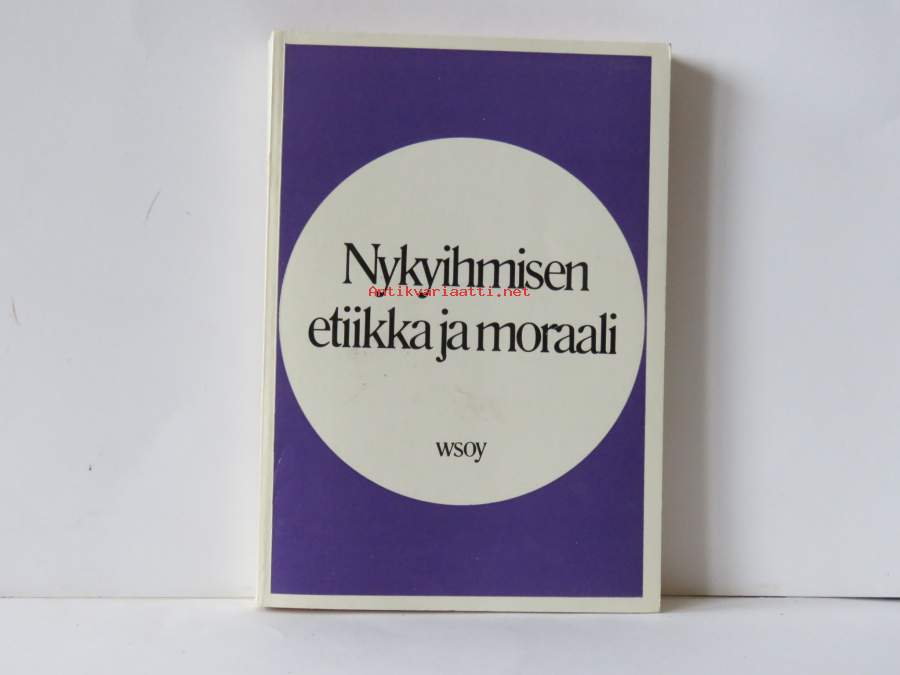 Nykyihmisen
Antikvariaatti.net
etiikka ja moraali
wsoy